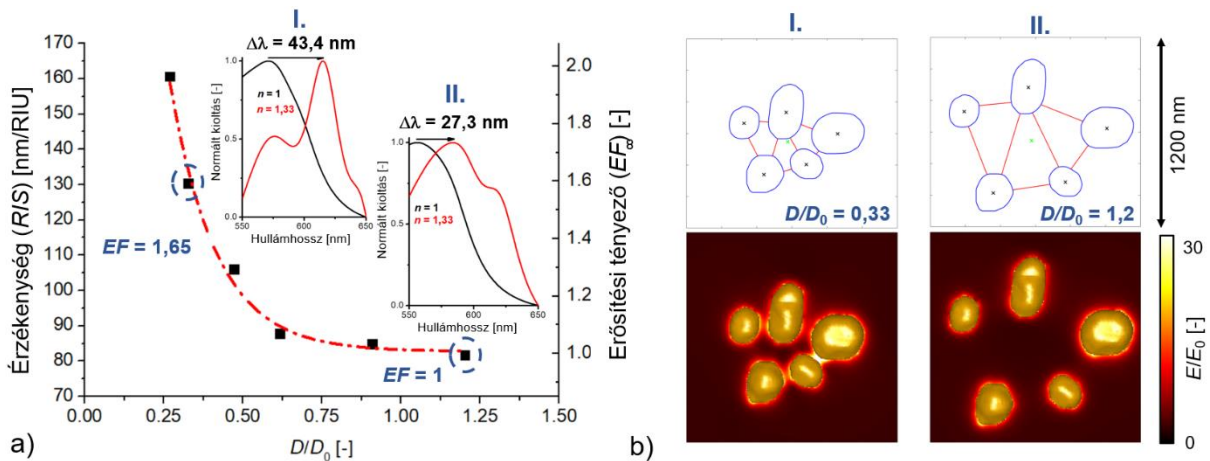 I.
Δλ = 43,4 nm
Normált kioltás [-]
1.0
0.5
0.0
n = 1
n = 1,33
550
600
650
Hullámhossz [nm]
II.
Δλ = 27,3 nm
Normált kioltás [-]
1.0
0.5
0.0
n = 1
n = 1,33
550
600
650
Hullámhossz [nm]
Érzékenység (RIS) [nm/RIU]
170
160
150
140
130
120
110
100
90
80
70
EF = 1,65
EF = 1
0.00
0.25
0.50
0.75
1.00
1.25
1.50
D/D0 [-]
2.0
1.8
1.6
1.4
1.2
1.0
Erősítési tényező (EF) [-]
a)
I.
D/D0 = 0,33
II.
D/D0 = 1,2
1200 nm
30
E/E0 [-]
0
b)